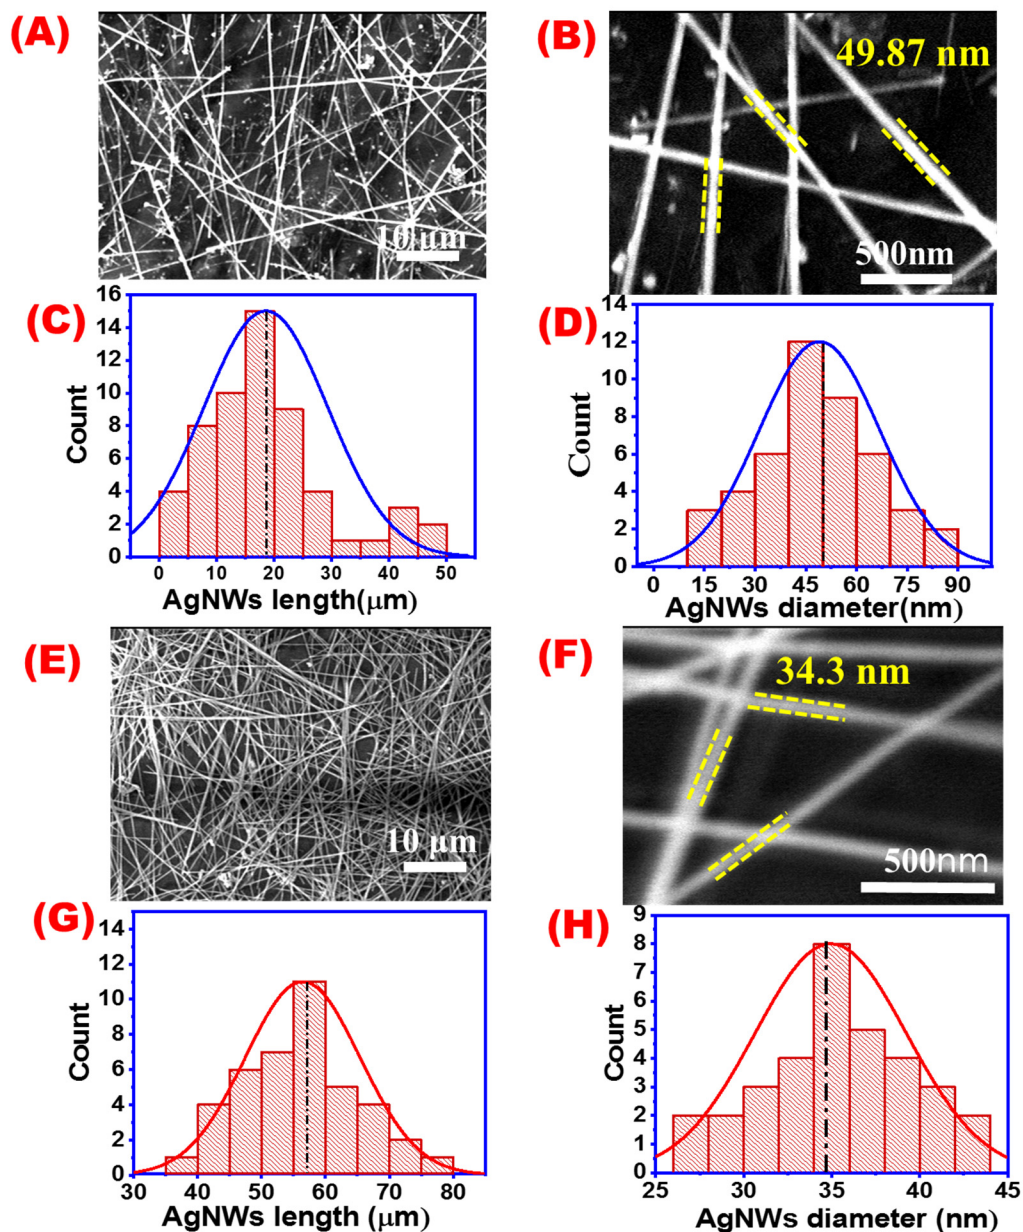 (A)
10 μm
(B)
49.87 nm
500nm
(C)
Count
16
14
12
10
8
6
4
2
0
0 10 20 30 40 50
AgNWs length(μm)
(D)
Count
14
12
10
8
6
4
2
0
0 15 30 45 60 75 90
AgNWs diameter(nm)
(E)
10 μm
(F)
34.3 nm
500nm
(G)
Count
14
12
10
8
6
4
2
0
30 40 50 60 70 80
AgNWs length (μm)
(H)
Count
9
8
7
6
5
4
3
2
1
0
25 30 35 40 45
AgNWs diameter (nm)